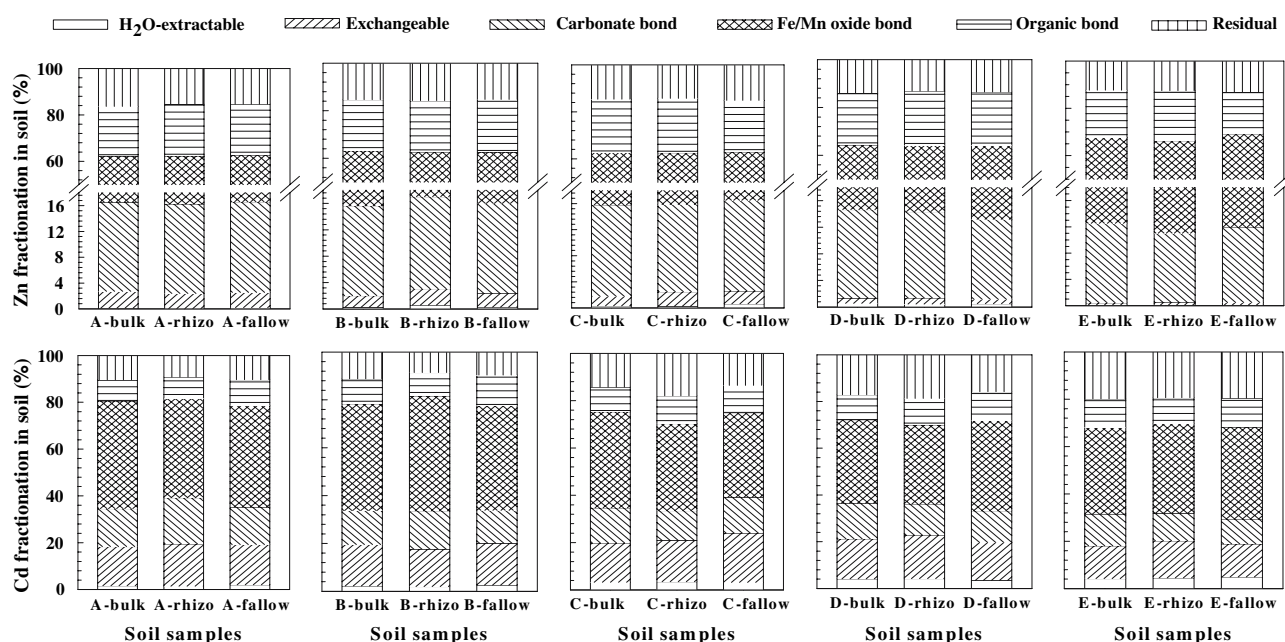 H2O-extractable Exchangeable Carbonate bond Fe/Mn oxide bond Organic bond Residual
Zn fractionation in soil (%)
100
80
60
16
12
8
4
0
A-bulk A-rhizo A-fallow B-bulk B-rhizo B-fallow C-bulk C-rhizo C-fallow D-bulk D-rhizo D-fallow E-bulk E-rhizo E-fallow
Cd fractionation in soil (%)
100
80
60
40
20
0
A-bulk A-rhizo A-fallow B-bulk B-rhizo B-fallow C-bulk C-rhizo C-fallow D-bulk D-rhizo D-fallow E-bulk E-rhizo E-fallow
Soil samples Soil samples Soil samples Soil samples Soil samples